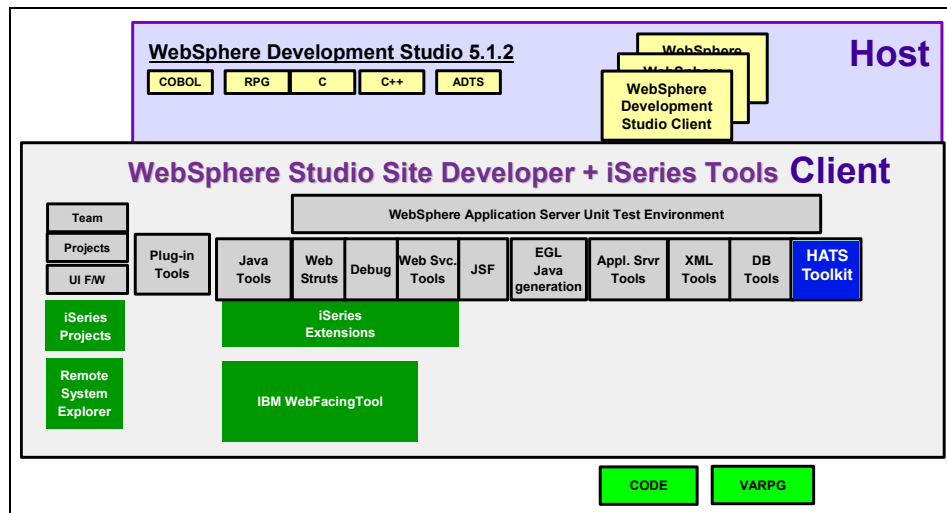 WebSphere Development Studio 5.1.2
Host
COBOL
RPG
C
C++
ADTS
WebSphere
WebSphere
WebSphere
Development
Studio Client
WebSphere Studio Site Developer + iSeries Tools Client
Team
Projects
UI F/W
Plug-in
Tools
WebSphere Application Server Unit Test Environment
Java
Tools
Web
Struts
Debug
Web Svc.
Tools
JSF
EGL
Java
generation
Appl. Srvr
Tools
XML
Tools
DB
Tools
HATS
Toolkit
iSeries
Projects
iSeries
Extensions
Remote
System
Explorer
IBM WebFacingTool
CODE
VARPG